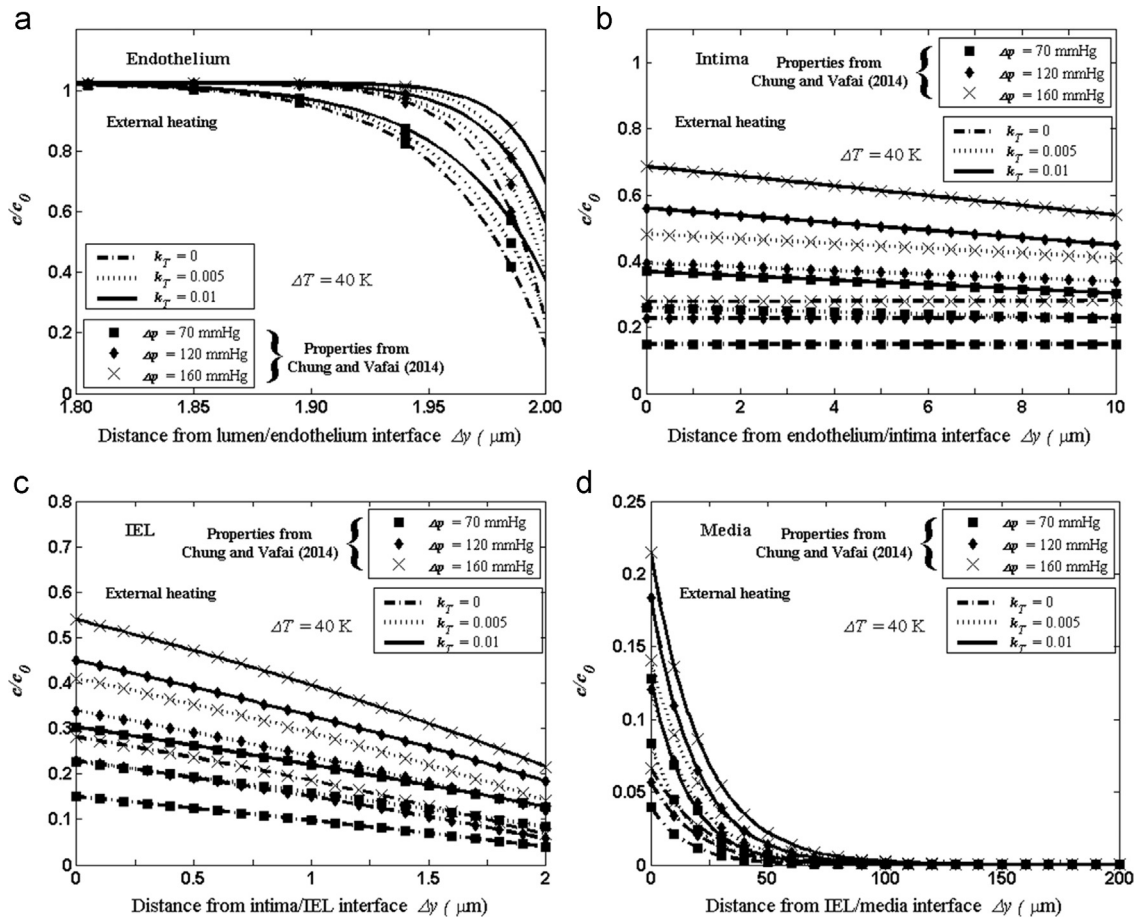 a
Endothelium
External heating
k_T = 0
k_T = 0.005
k_T = 0.01
ΔT = 40 K
Δp = 70 mmHg
Δp = 120 mmHg
Δp = 160 mmHg
Properties from
Chung and Vafai (2014)
c/c₀
1
0.8
0.6
0.4
0.2
0
1.80
1.85
1.90
1.95
2.00
Distance from lumen/endothelium interface Δy ( μm)
b
Intima
Properties from
Chung and Vafai (2014)
Δp = 70 mmHg
Δp = 120 mmHg
Δp = 160 mmHg
External heating
ΔT = 40 K
k_T = 0
k_T = 0.005
k_T = 0.01
c/c₀
1
0.8
0.6
0.4
0.2
0
0
2
4
6
8
10
Distance from endothelium/intima interface Δy ( μm)
c
IEL
Properties from
Chung and Vafai (2014)
Δp = 70 mmHg
Δp = 120 mmHg
Δp = 160 mmHg
External heating
ΔT = 40 K
k_T = 0
k_T = 0.005
k_T = 0.01
c/c₀
0.8
0.7
0.6
0.5
0.4
0.3
0.2
0.1
0
0
0.5
1.0
1.5
2
Distance from intima/IEL interface Δy ( μm)
d
Media
Properties from
Chung and Vafai (2014)
Δp = 70 mmHg
Δp = 120 mmHg
Δp = 160 mmHg
External heating
ΔT = 40 K
k_T = 0
k_T = 0.005
k_T = 0.01
c/c₀
0.25
0.2
0.15
0.1
0.05
0
0
50
100
150
200
Distance from IEL/media interface Δy ( μm)